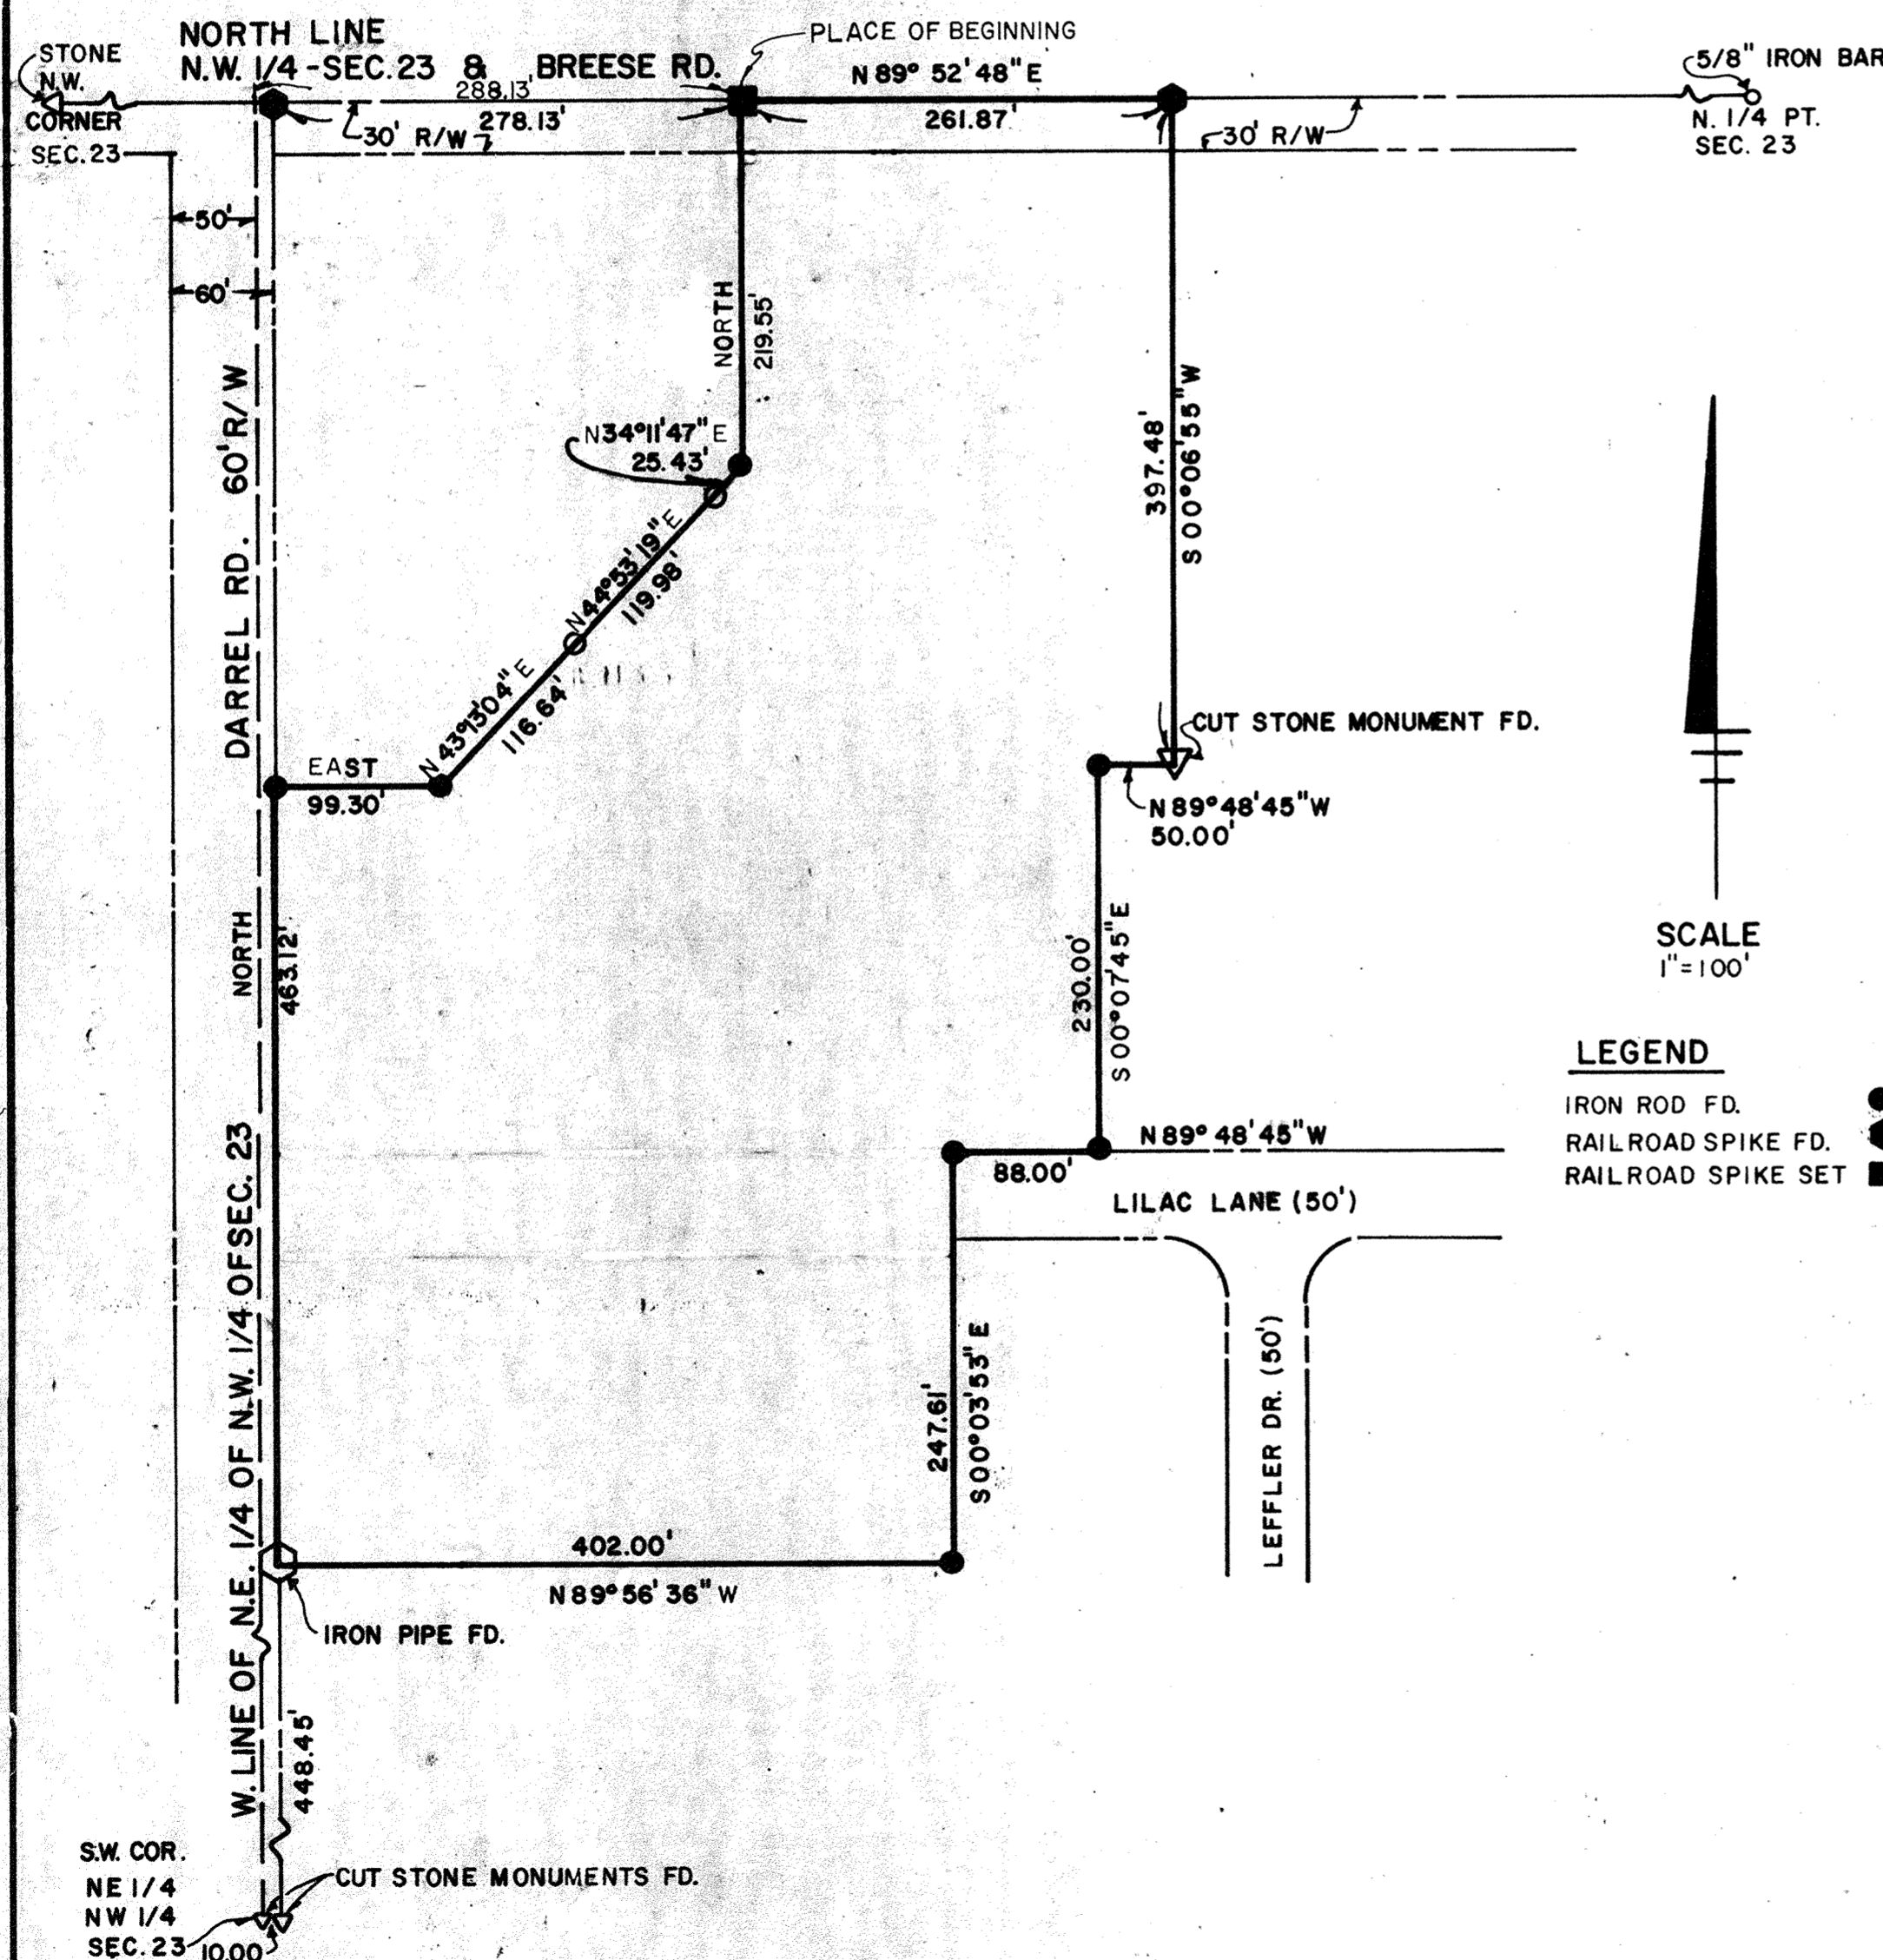 NORTH LINE
N.W. 1/4 - SEC. 23 & BREESE RD.
PLACE OF BEGINNING
STONE
N.W.
CORNER
SEC. 23
288.13'
278.13'
30' R/W
N 89° 52' 48" E
261.87'
30' R/W
5/8" IRON BAR
N. 1/4 PT.
SEC. 23
50'
60'
DARREL RD. 60' R/W
NORTH
219.55'
N34°11'47" E
25.43'
N44°53'19" E
119.98'
N 43°13'04" E
116.64'
EAST
99.30'
397.48'
S 00°06'55" W
CUT STONE MONUMENT FD.
N 89°48'45" W
50.00'
SCALE
1"=100'
NORTH
463.12'
230.00'
S 00°07'45" E
LEGEND
IRON ROD FD.
RAILROAD SPIKE FD.
RAILROAD SPIKE SET
N 89° 48' 45" W
88.00'
LILAC LANE (50')
W. LINE OF N.E. 1/4 OF N.W. 1/4 OF SEC. 23
247.61'
S 00°03'53" E
LEFFLER DR. (50')
402.00'
N 89°56'36" W
IRON PIPE FD.
448.45'
S.W. COR.
NE 1/4
NW 1/4
SEC. 23
10.00
CUT STONE MONUMENTS FD.